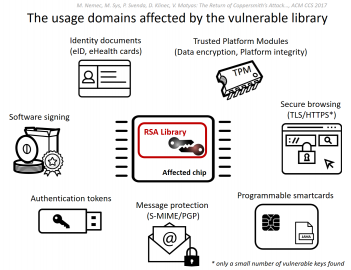 M. Nemec, M. Sys, P. Svenda, D. Klinec, V. Matyas: The Return of Coppersmith's Attack..., ACM CCS 2017
The usage domains affected by the vulnerable library
Identity documents
(eID, eHealth cards)
Trusted Platform Modules
(Data encryption, Platform integrity)
TPM
Secure browsing
(TLS/HTTPS*)
://
Software signing
RSA Library
Affected chip
Authentication tokens
Message protection
(S-MIME/PGP)
@
Programmable smartcards
JAVA
* only a small number of vulnerable keys found